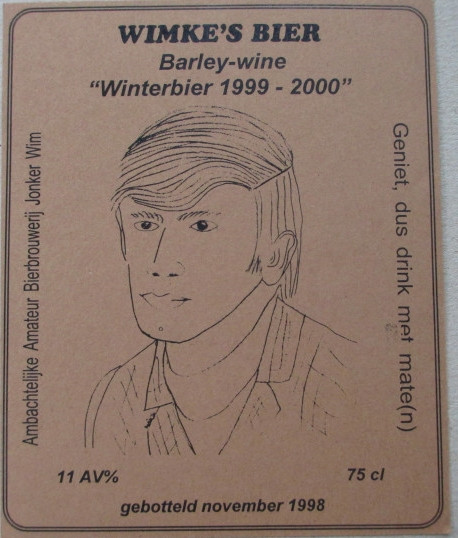 WIMKE'S BIER
Barley-wine
"Winterbier 1999 - 2000"
Ambachtelijke Amateur Bierbrouwerij Jonker Wim
Geniet, dus drink met mate(n)
11 AV%
75 cl
gebotteld november 1998